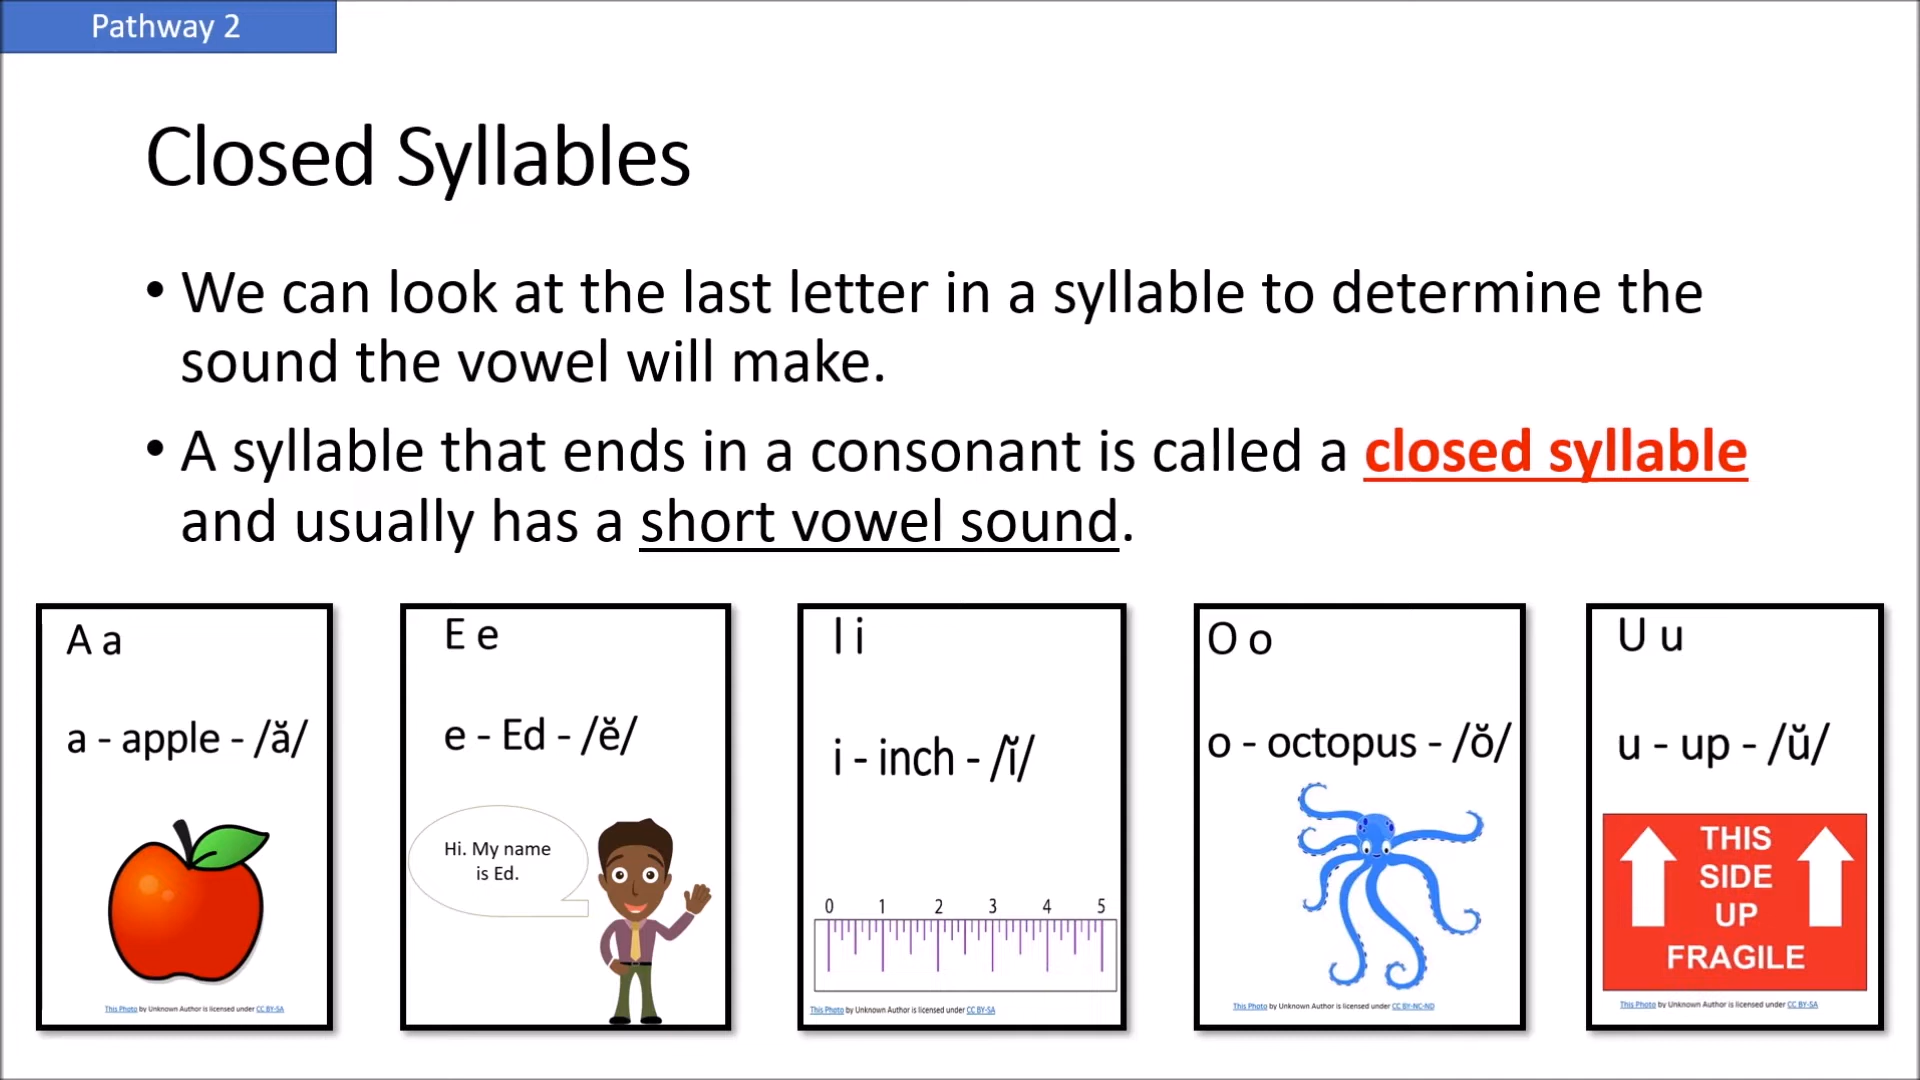 Pathway 2
Closed Syllables
• We can look at the last letter in a syllable to determine the
sound the vowel will make.
• A syllable that ends in a consonant is called a closed syllable
and usually has a short vowel sound.
A a
a - apple - /ă/
This Photo by Unknown Author is licensed under CC BY-SA
E e
e - Ed - /ĕ/
Hi. My name
is Ed.
I i
i - inch - /ĭ/
0 1 2 3 4 5
This Photo by Unknown Author is licensed under CC BY-SA
O o
o - octopus - /ŏ/
This Photo by Unknown Author is licensed under CC BY-NC-ND
U u
u - up - /ŭ/
THIS
SIDE
UP
FRAGILE
This Photo by Unknown Author is licensed under CC BY-SA